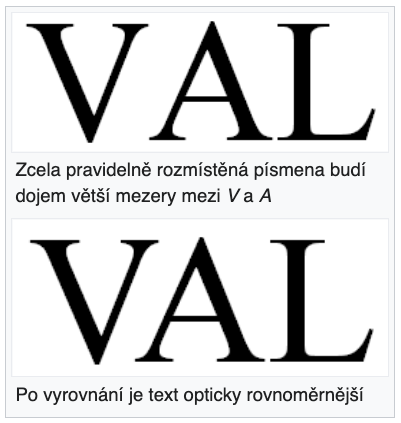 VAL
Zcela pravidelně rozmístěná písmena budí
dojem větší mezery mezi V a A
VAL
Po vyrovnání je text opticky rovnoměrnější